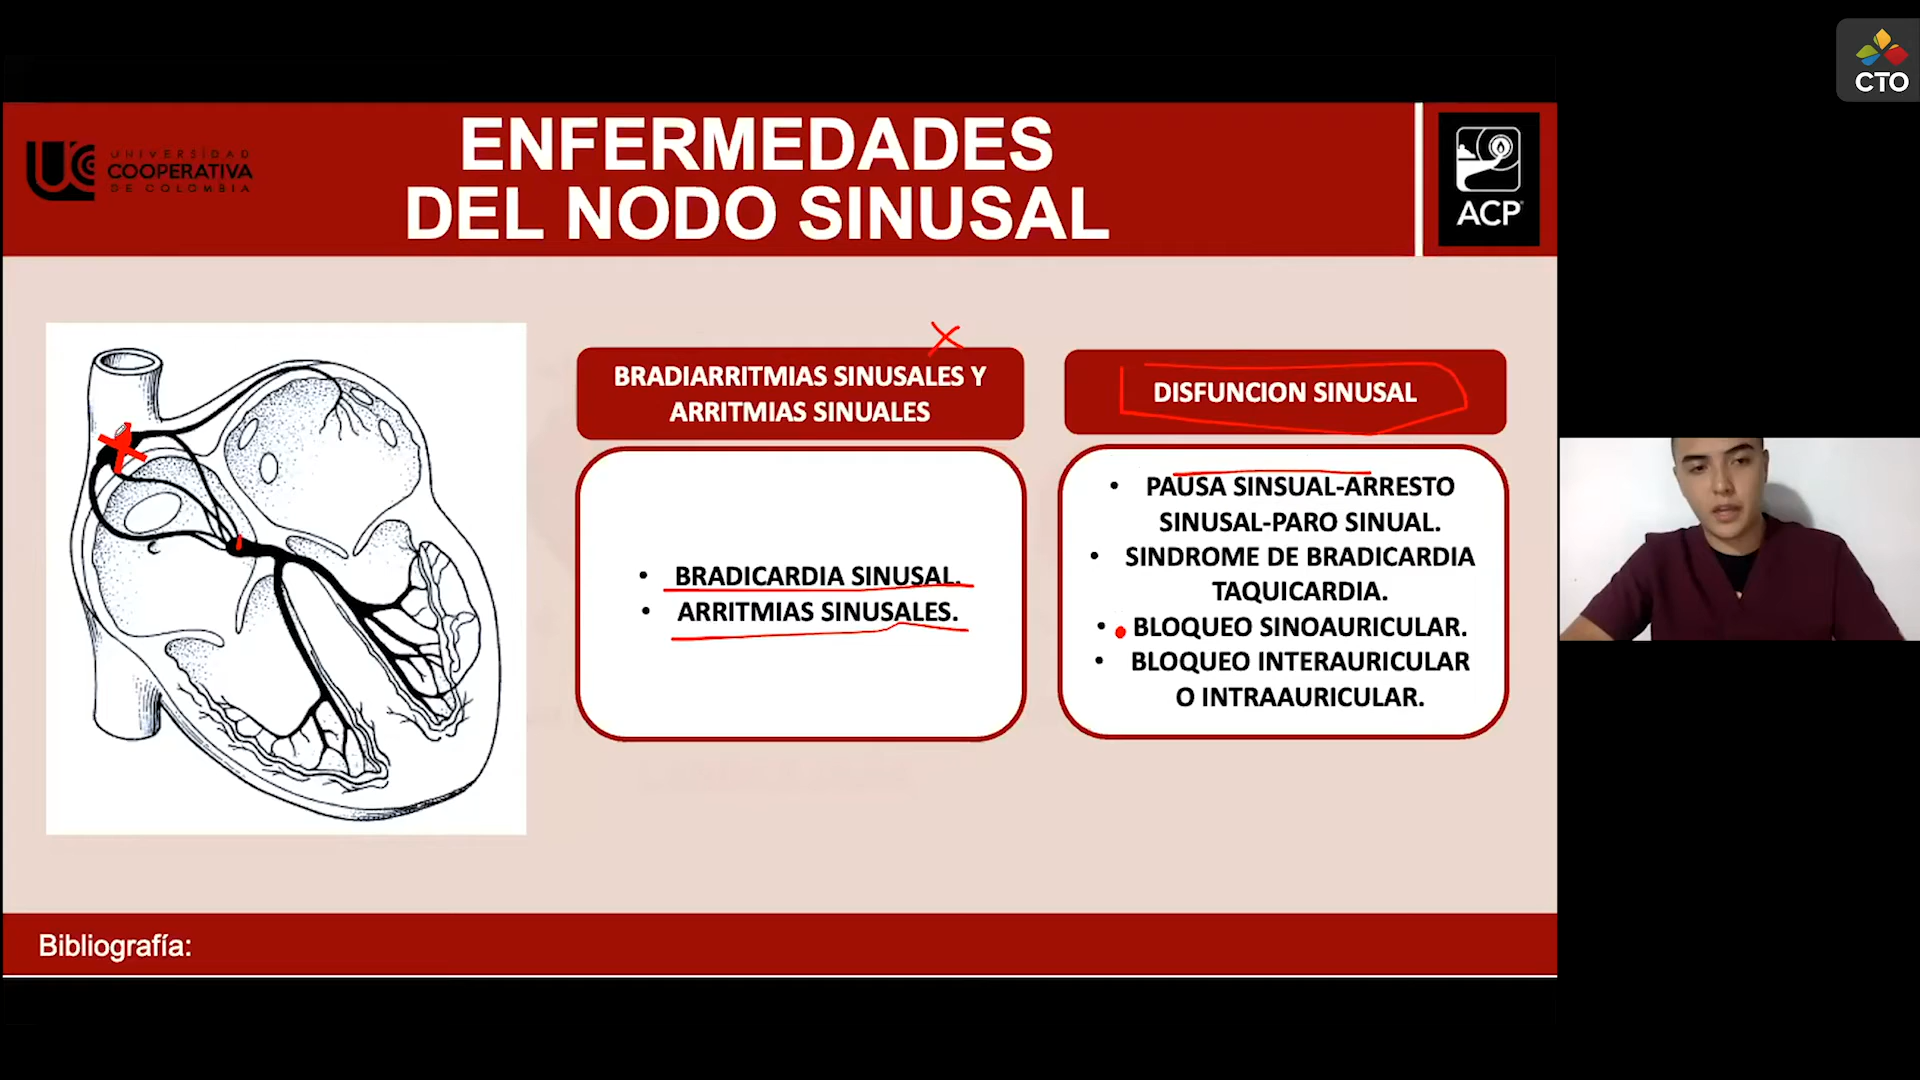 CTO
ENFERMEDADES
DEL NODO SINUSAL
UNIVERSIDAD
COOPERATIVA
DE COLOMBIA
ACP
BRADIARRITMIAS SINUSALES Y
ARRITMIAS SINUALES
• BRADICARDIA SINUSAL.
• ARRITMIAS SINUSALES.
DISFUNCION SINUSAL
• PAUSA SINSUAL-ARRESTO
SINUSAL-PARO SINUAL.
• SINDROME DE BRADICARDIA
TAQUICARDIA.
• BLOQUEO SINOAURICULAR.
• BLOQUEO INTERAURICULAR
O INTRAAURICULAR.
Bibliografía: